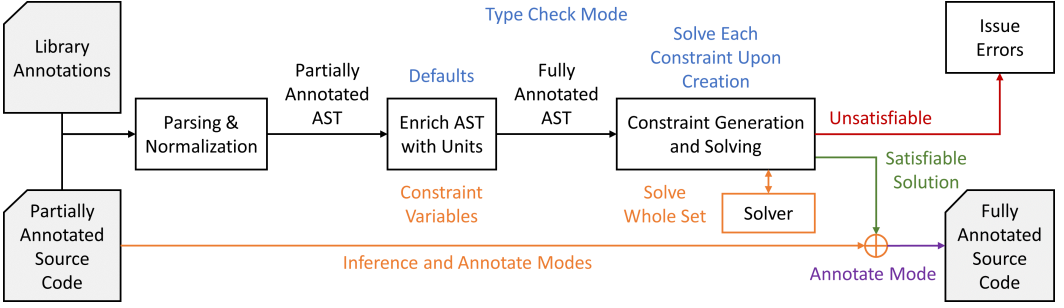 Type Check Mode
Library
Annotations
Parsing &
Normalization
Partially
Annotated
AST
Defaults
Enrich AST
with Units
Constraint
Variables
Fully
Annotated
AST
Solve Each
Constraint Upon
Creation
Constraint Generation
and Solving
Solve
Whole Set
Solver
Unsatisfiable
Issue
Errors
Satisfiable
Solution
Partially
Annotated
Source
Code
Inference and Annotate Modes
Annotate Mode
Fully
Annotated
Source
Code